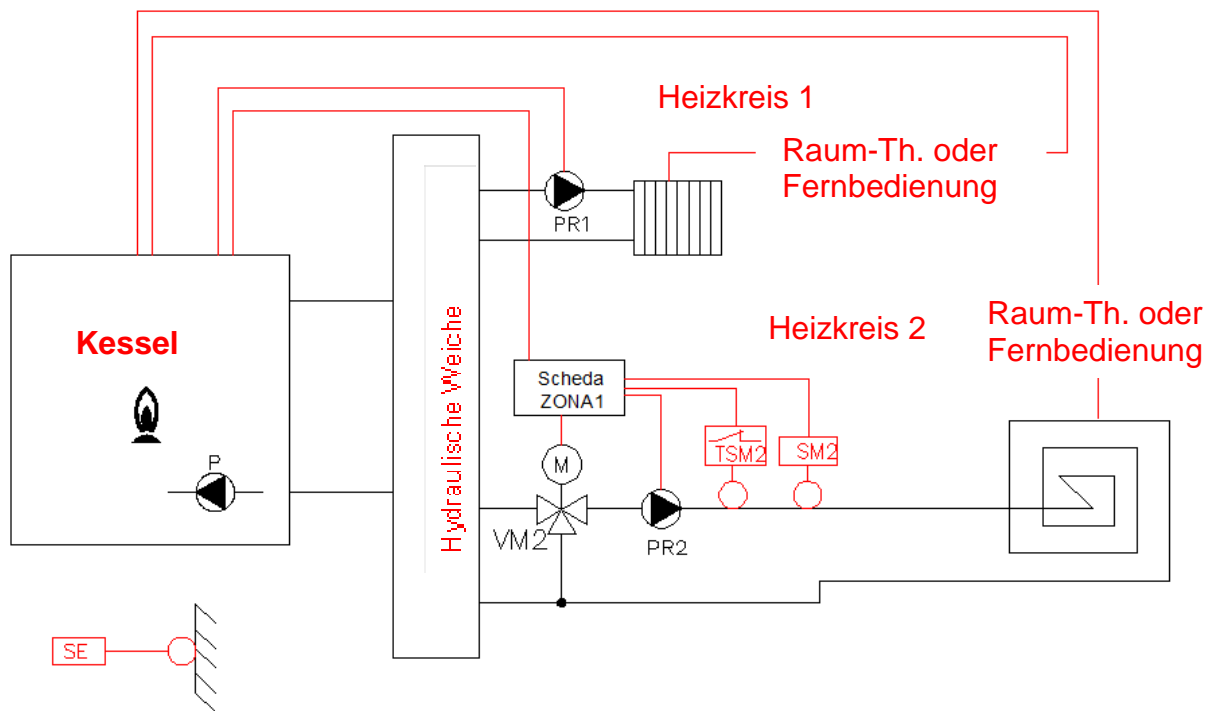 Heizkreis 1
Raum-Th. oder
Fernbedienung
PR1
Kessel
P
Hydraulische Weiche
Heizkreis 2
Raum-Th. oder
Fernbedienung
Scheda
ZONA1
M
TSM2
SM2
VM2
PR2
SE